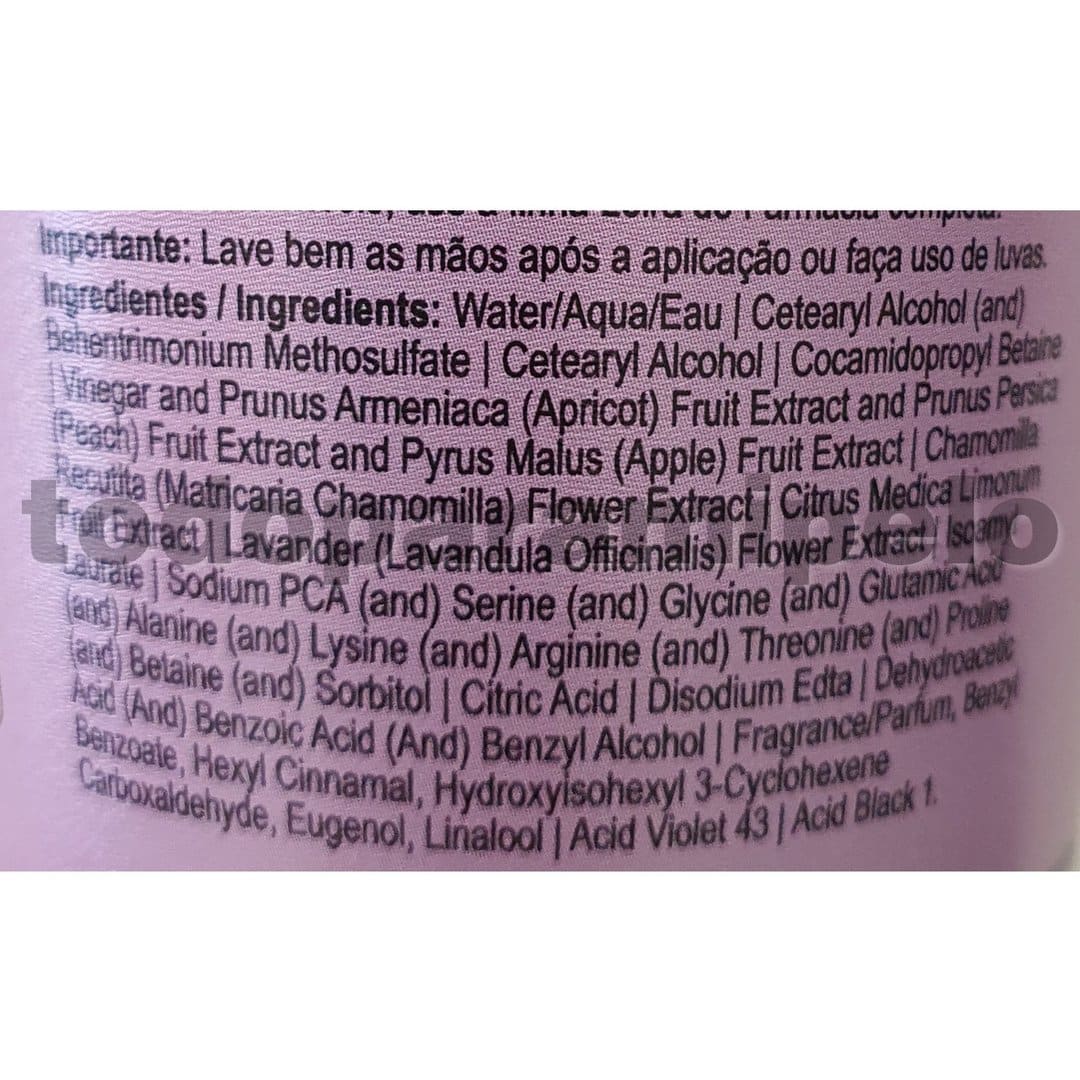 Importante: Lave bem as mãos após a aplicação ou faça uso de luvas.
Ingredientes / Ingredients: Water/Aqua/Eau | Cetearyl Alcohol (and)
Behentrimonium Methosulfate | Cetearyl Alcohol | Cocamidopropyl Betaine
| Vinegar and Prunus Armeniaca (Apricot) Fruit Extract and Prunus Persica
(Peach) Fruit Extract and Pyrus Malus (Apple) Fruit Extract | Chamomilla
Recutita (Matricaria Chamomilla) Flower Extract | Citrus Medica Limonum
Fruit Extract | Lavander (Lavandula Officinalis) Flower Extract | Isoamyl
Laurate | Sodium PCA (and) Serine (and) Glycine (and) Glutamic Acid
(and) Alanine (and) Lysine (and) Arginine (and) Threonine (and) Proline
(and) Betaine (and) Sorbitol | Citric Acid | Disodium Edta | Dehydroacetic
Acid (And) Benzoic Acid (And) Benzyl Alcohol | Fragrance/Parfum, Benzyl
Benzoate, Hexyl Cinnamal, Hydroxyisohexyl 3-Cyclohexene
Carboxaldehyde, Eugenol, Linalool | Acid Violet 43 | Acid Black 1.